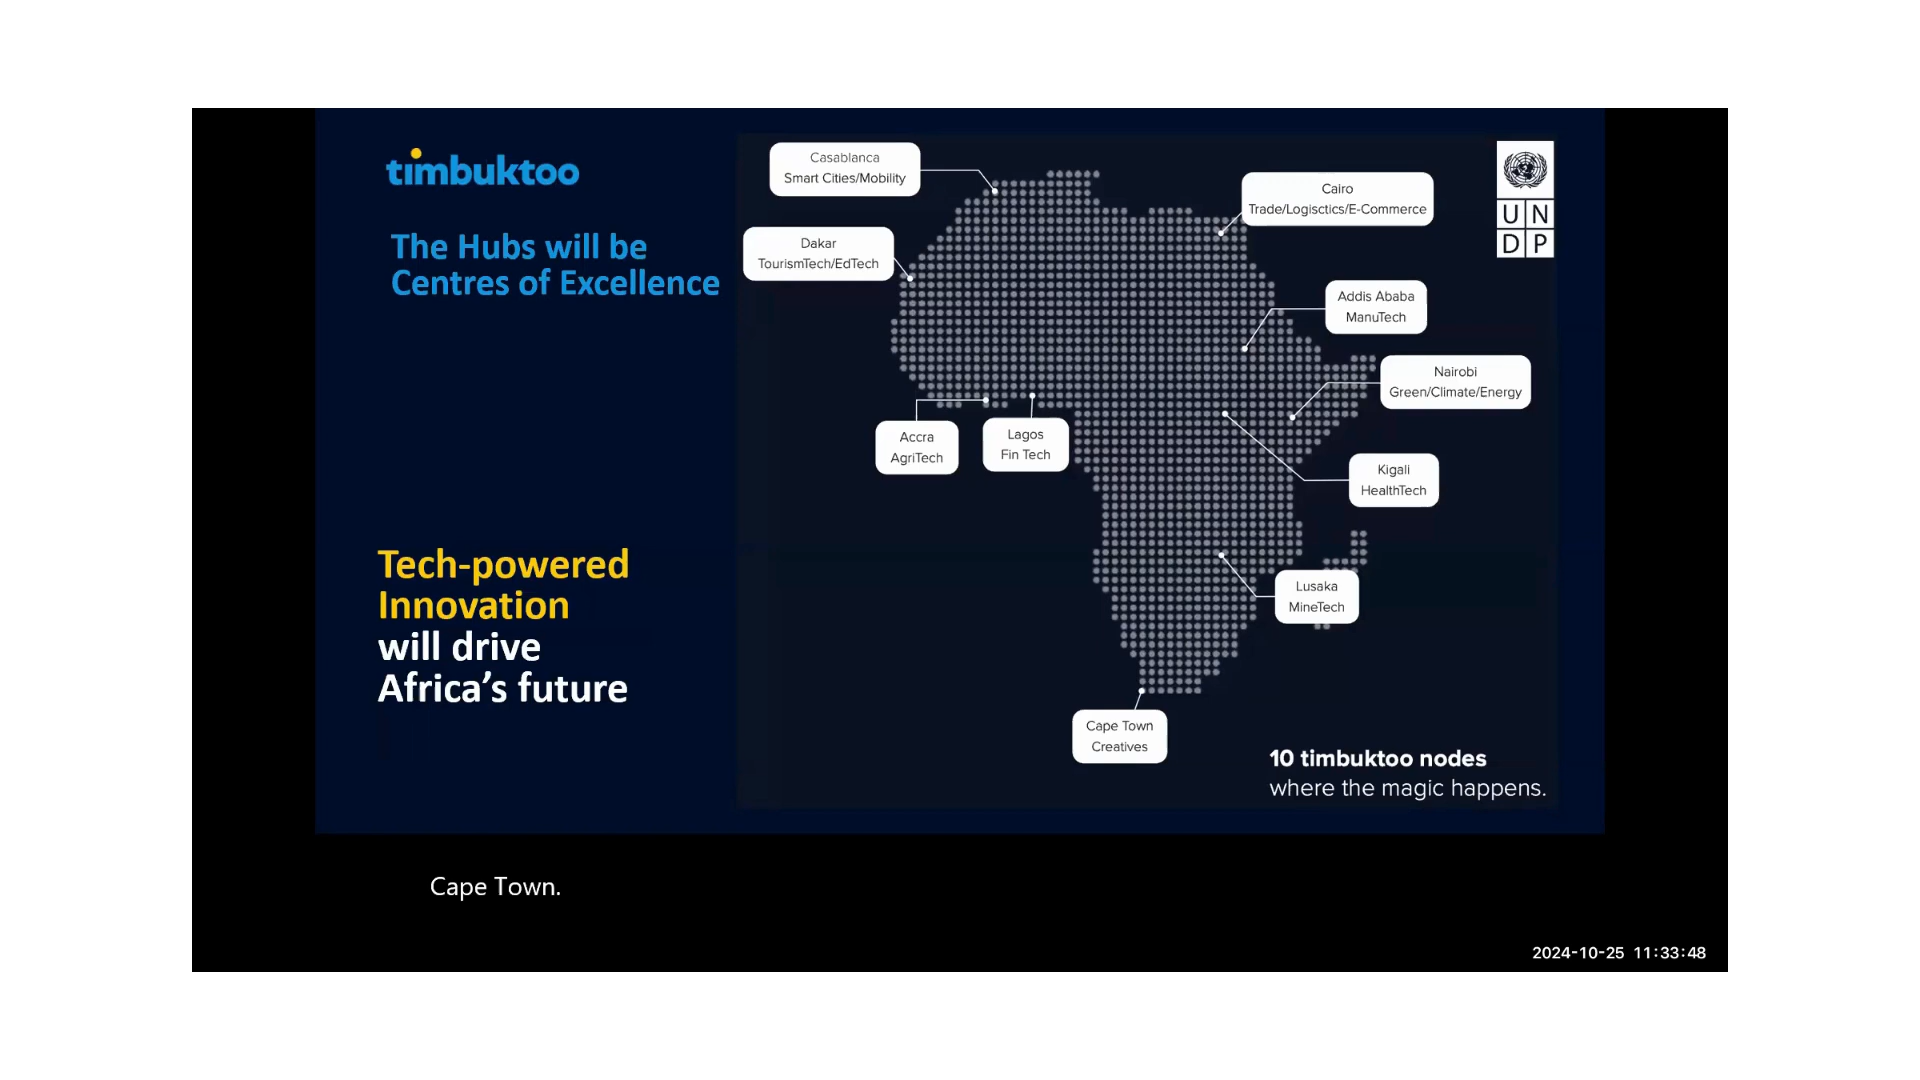 timbuktoo
The Hubs will be
Centres of Excellence
Tech-powered
Innovation
will drive
Africa's future
Casablanca
Smart Cities/Mobility
Dakar
TourismTech/EdTech
Cairo
Trade/Logisctics/E-Commerce
Addis Ababa
ManuTech
Nairobi
Green/Climate/Energy
Accra
AgriTech
Lagos
Fin Tech
Kigali
HealthTech
Lusaka
MineTech
Cape Town
Creatives
10 timbuktoo nodes
where the magic happens.
U N
D P
Cape Town.
2024-10-25 11:33:48